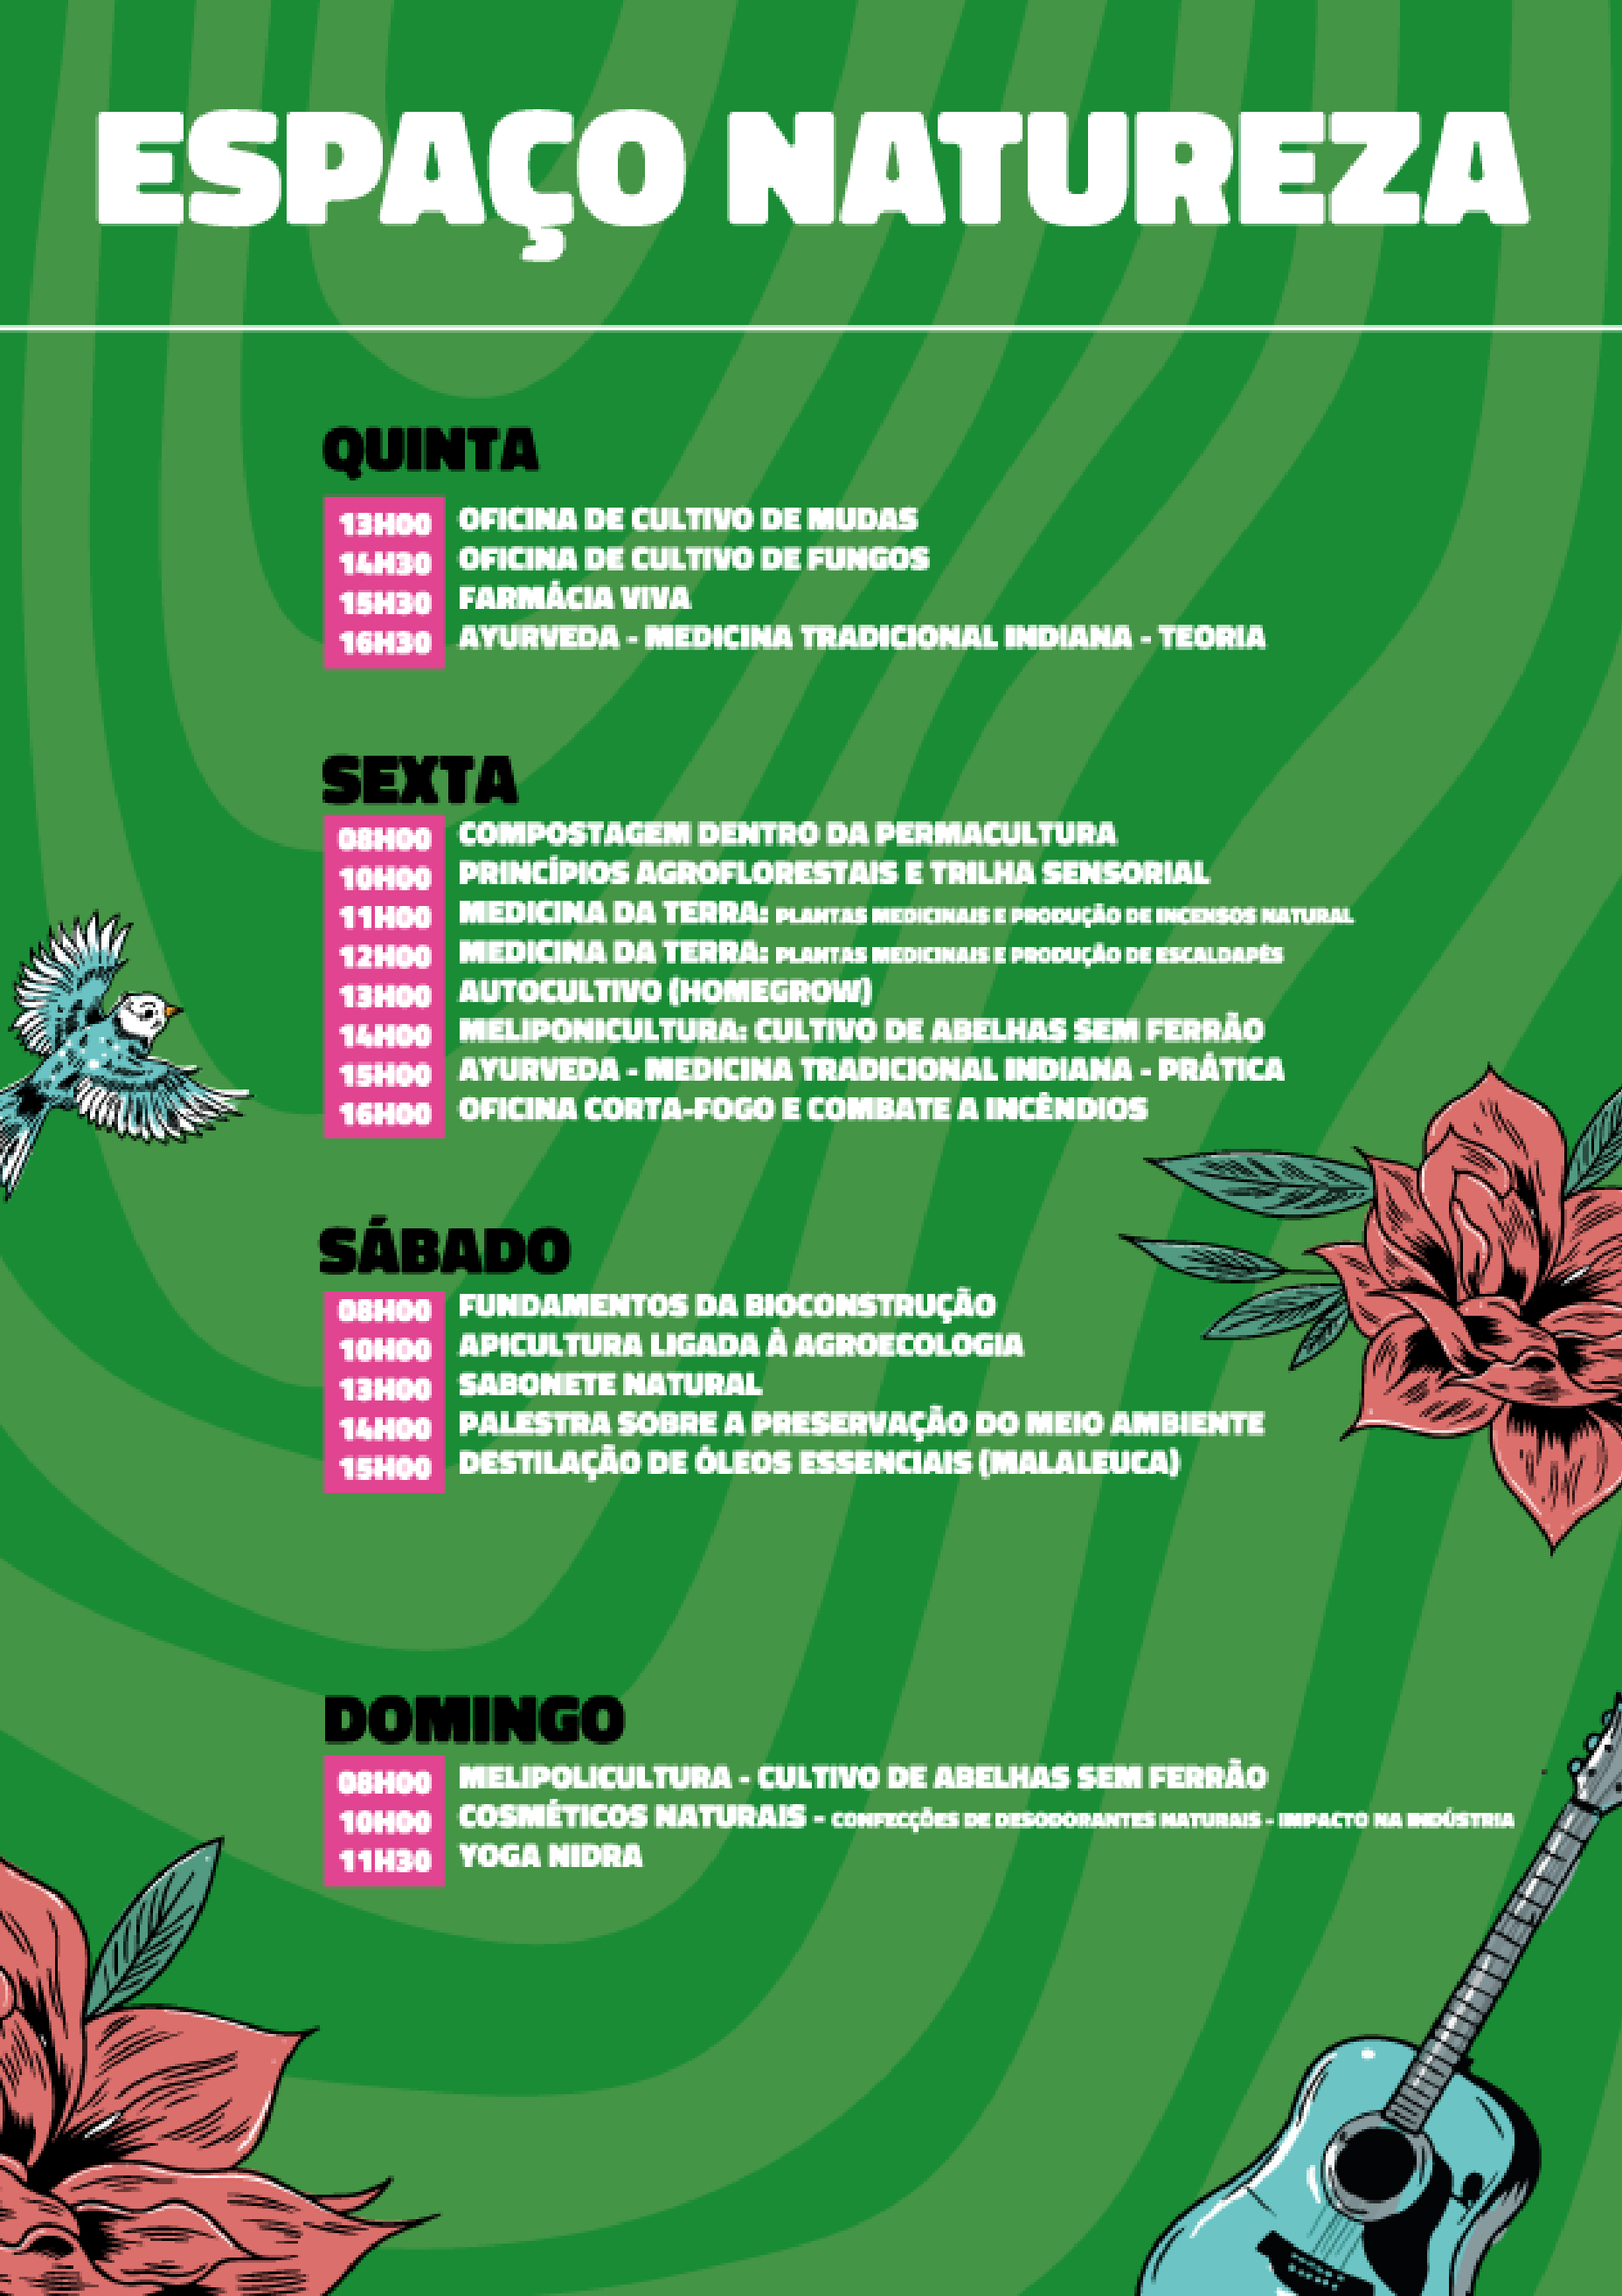 ESPAÇO NATUREZA
QUINTA
13H00 OFICINA DE CULTIVO DE MUDAS
14H30 OFICINA DE CULTIVO DE FUNGOS
15H30 FARMÁCIA VIVA
16H30 AYURVEDA - MEDICINA TRADICIONAL INDIANA - TEORIA
SEXTA
08H00 COMPOSTAGEM DENTRO DA PERMACULTURA
10H00 PRINCÍPIOS AGROFLORESTAIS E TRILHA SENSORIAL
11H00 MEDICINA DA TERRA: PLANTAS MEDICINAIS E PRODUÇÃO DE INCENSOS NATURAL
12H00 MEDICINA DA TERRA: PLANTAS MEDICINAIS E PRODUÇÃO DE ESCALDAPÉS
13H00 AUTOCULTIVO (HOMEGROW)
14H00 MELIPONICULTURA: CULTIVO DE ABELHAS SEM FERRÃO
15H00 AYURVEDA - MEDICINA TRADICIONAL INDIANA - PRÁTICA
16H00 OFICINA CORTA-FOGO E COMBATE A INCÊNDIOS
SÁBADO
08H00 FUNDAMENTOS DA BIOCONSTRUÇÃO
10H00 APICULTURA LIGADA À AGROECOLOGIA
13H00 SABONETE NATURAL
14H00 PALESTRA SOBRE A PRESERVAÇÃO DO MEIO AMBIENTE
15H00 DESTILAÇÃO DE ÓLEOS ESSENCIAIS (MALALEUCA)
DOMINGO
08H00 MELIPOLICULTURA - CULTIVO DE ABELHAS SEM FERRÃO
10H00 COSMÉTICOS NATURAIS - CONFECÇÕES DE DESODORANTES NATURAIS - IMPACTO NA INDÚSTRIA
11H30 YOGA NIDRA